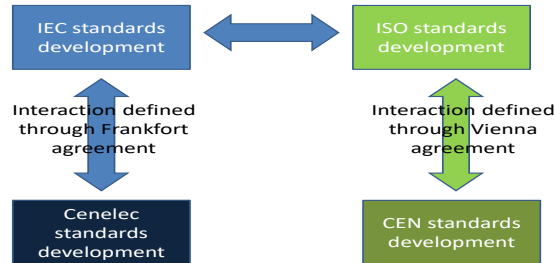 IEC standards
development
ISO standards
development
Interaction defined
through Frankfort
agreement
Interaction defined
through Vienna
agreement
Cenelec
standards
development
CEN standards
development